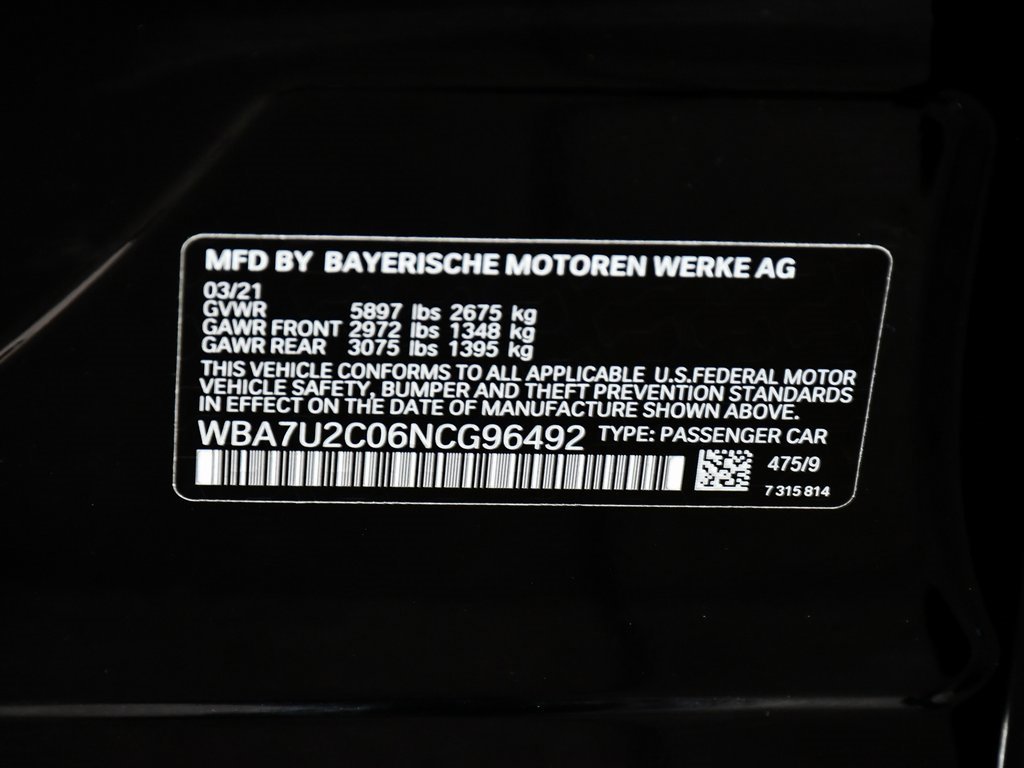 MFD BY BAYERISCHE MOTOREN WERKE AG
03/21
GVWR 5897 lbs 2675 kg
GAWR FRONT 2972 lbs 1348 kg
GAWR REAR 3075 lbs 1395 kg
THIS VEHICLE CONFORMS TO ALL APPLICABLE U.S.FEDERAL MOTOR
VEHICLE SAFETY, BUMPER AND THEFT PREVENTION STANDARDS
IN EFFECT ON THE DATE OF MANUFACTURE SHOWN ABOVE.
WBA7U2C06NCG96492 TYPE: PASSENGER CAR
475/9
7 315 814